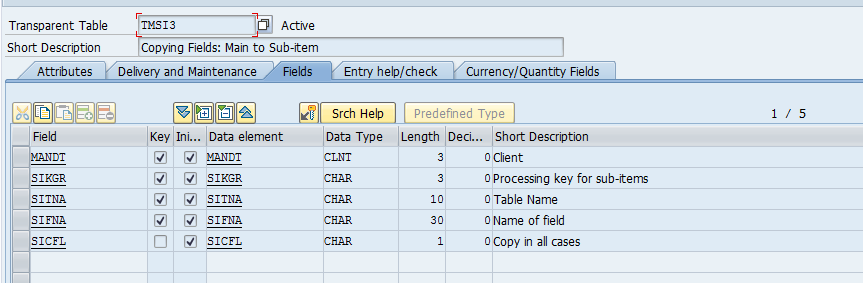 Transparent Table TMSI3 Active
Short Description Copying Fields: Main to Sub-item
Attributes Delivery and Maintenance Fields Entry help/check Currency/Quantity Fields
Srch Help Predefined Type 1 / 5
Field Key Ini... Data element Data Type Length Deci... Short Description
MANDT MANDT CLNT 3 0 Client
SIKGR SIKGR CHAR 3 0 Processing key for sub-items
SITNA SITNA CHAR 10 0 Table Name
SIFNA SIFNA CHAR 30 0 Name of field
SICFL SICFL CHAR 1 0 Copy in all cases